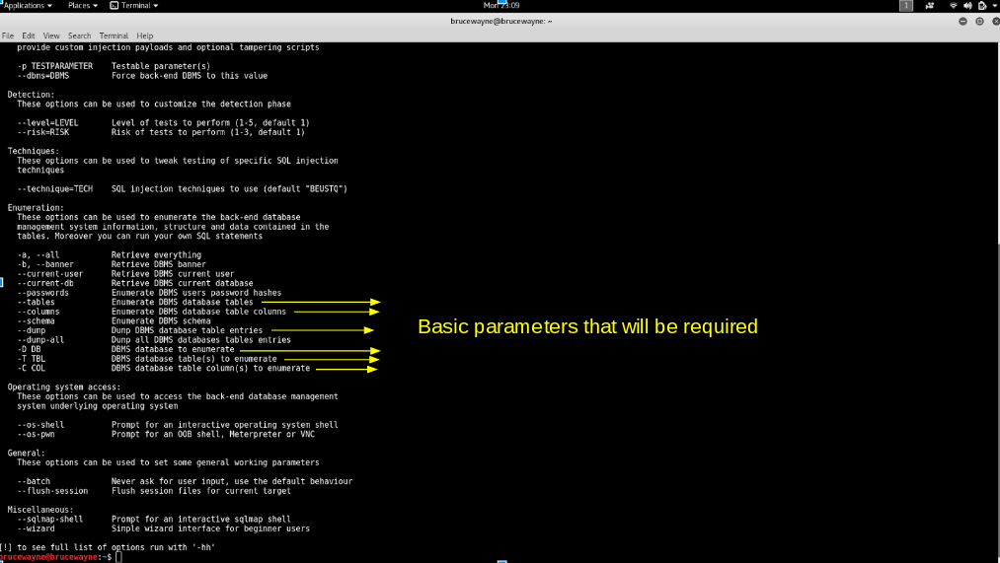 Applications Places Terminal Mon 23:09 1
brucewayne@brucewayne: ~
File Edit View Search Terminal Help
provide custom injection payloads and optional tampering scripts
-p TESTPARAMETER Testable parameter(s)
--dbms=DBMS Force back-end DBMS to this value
Detection:
These options can be used to customize the detection phase
--level=LEVEL Level of tests to perform (1-5, default 1)
--risk=RISK Risk of tests to perform (1-3, default 1)
Techniques:
These options can be used to tweak testing of specific SQL injection
techniques
--technique=TECH SQL injection techniques to use (default "BEUSTQ")
Enumeration:
These options can be used to enumerate the back-end database
management system information, structure and data contained in the
tables. Moreover you can run your own SQL statements
-a, --all Retrieve everything
-b, --banner Retrieve DBMS banner
--current-user Retrieve DBMS current user
--current-db Retrieve DBMS current database
--passwords Enumerate DBMS users password hashes
--tables Enumerate DBMS database tables
--columns Enumerate DBMS database table columns
--schema Enumerate DBMS schema
--dump Dump DBMS database table entries
--dump-all Dump all DBMS databases tables entries
-D DB DBMS database to enumerate
-T TBL DBMS database table(s) to enumerate
-C COL DBMS database table column(s) to enumerate
Basic parameters that will be required
Operating system access:
These options can be used to access the back-end database management
system underlying operating system
--os-shell Prompt for an interactive operating system shell
--os-pwn Prompt for an OOB shell, Meterpreter or VNC
General:
These options can be used to set some general working parameters
--batch Never ask for user input, use the default behaviour
--flush-session Flush session files for current target
Miscellaneous:
--sqlmap-shell Prompt for an interactive sqlmap shell
--wizard Simple wizard interface for beginner users
[!] to see full list of options run with '-hh'
brucewayne@brucewayne:~$